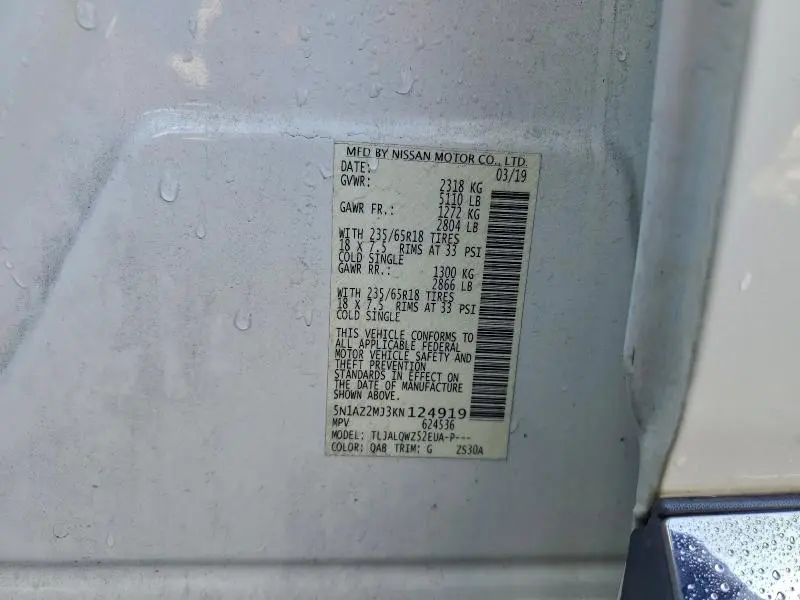 MFD BY NISSAN MOTOR CO., LTD.
DATE: 03/19
GVWR: 2318 KG
5110 LB
GAWR FR.: 1272 KG
2804 LB
WITH 235/65R18 TIRES
18 X 7.5 RIMS AT 33 PSI
COLD SINGLE
GAWR RR.: 1300 KG
2866 LB
WITH 235/65R18 TIRES
18 X 7.5 RIMS AT 33 PSI
COLD SINGLE
THIS VEHICLE CONFORMS TO
ALL APPLICABLE FEDERAL
MOTOR VEHICLE SAFETY AND
THEFT PREVENTION
STANDARDS IN EFFECT ON
THE DATE OF MANUFACTURE
SHOWN ABOVE.
5N1AZ2MJ3KN124919
MPV 624536
MODEL: TLJALQWZ52EUA-P---
COLOR: QAB TRIM: G ZS30A